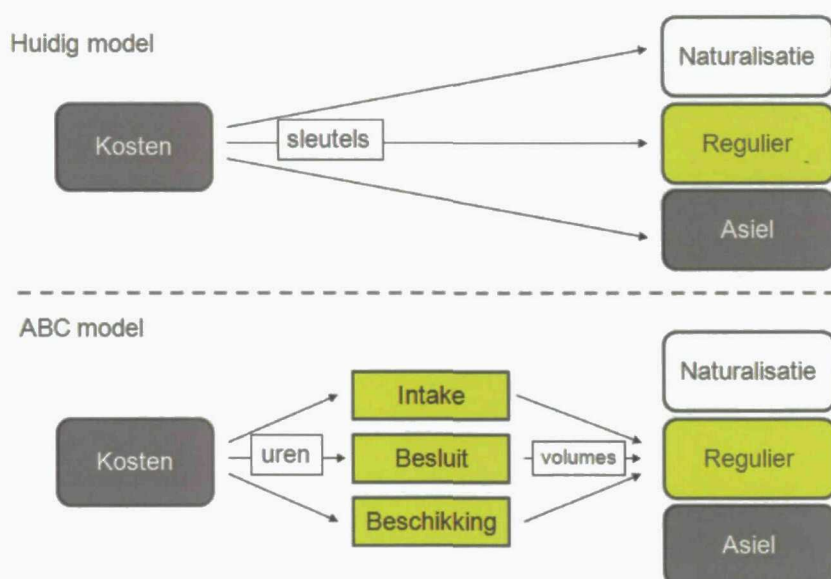 Huidig model
Naturalisatie
Kosten
sleutels
Regulier
Asiel
ABC model
Naturalisatie
Intake
Kosten
uren
Besluit
volumes
Regulier
Beschikking
Asiel